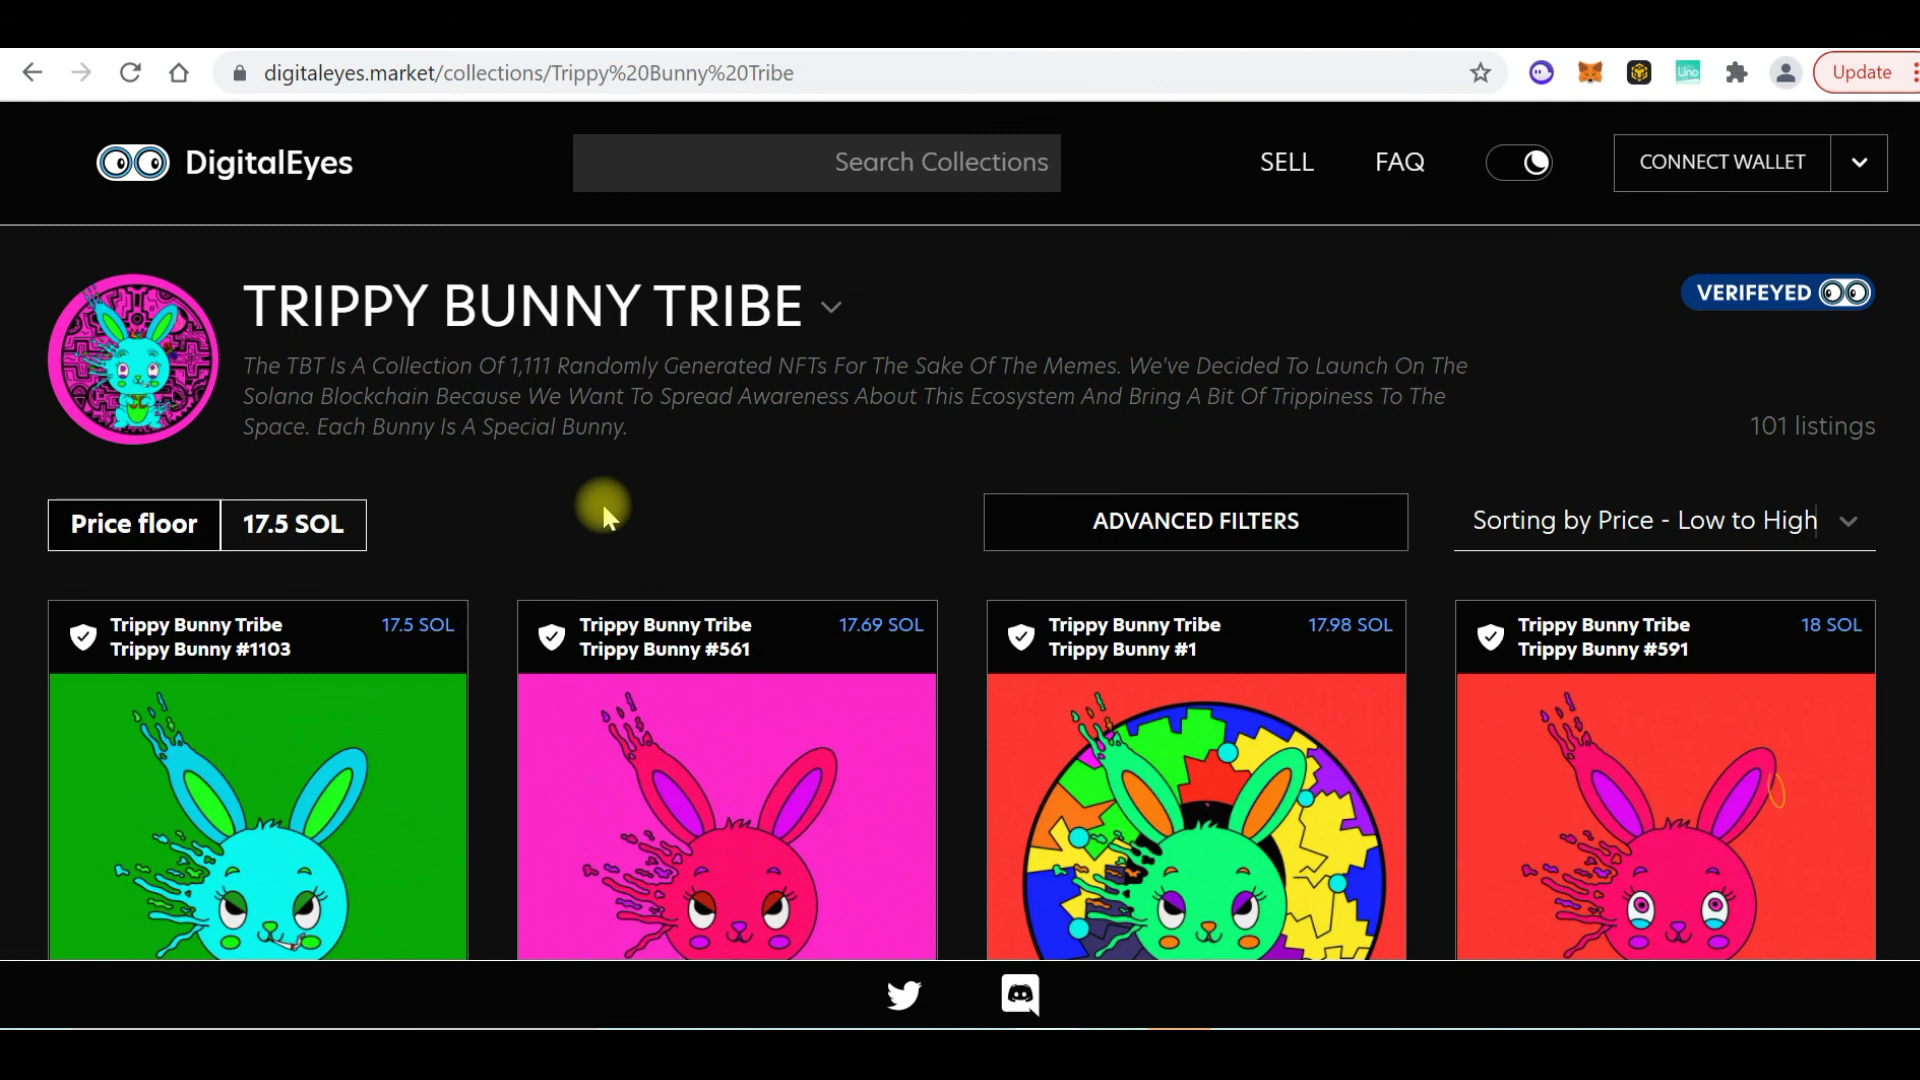 digitaleyes.market/collections/Trippy%20Bunny%20Tribe
Uno
Update
DigitalEyes
Search Collections
SELL
FAQ
CONNECT WALLET
TRIPPY BUNNY TRIBE
VERIFEYED
The TBT Is A Collection Of 1,111 Randomly Generated NFTs For The Sake Of The Memes. We've Decided To Launch On The
Solana Blockchain Because We Want To Spread Awareness About This Ecosystem And Bring A Bit Of Trippiness To The
Space. Each Bunny Is A Special Bunny.
101 listings
Price floor
17.5 SOL
ADVANCED FILTERS
Sorting by Price - Low to High
Trippy Bunny Tribe
17.5 SOL
Trippy Bunny #1103
Trippy Bunny Tribe
17.69 SOL
Trippy Bunny #561
Trippy Bunny Tribe
17.98 SOL
Trippy Bunny #1
Trippy Bunny Tribe
18 SOL
Trippy Bunny #591